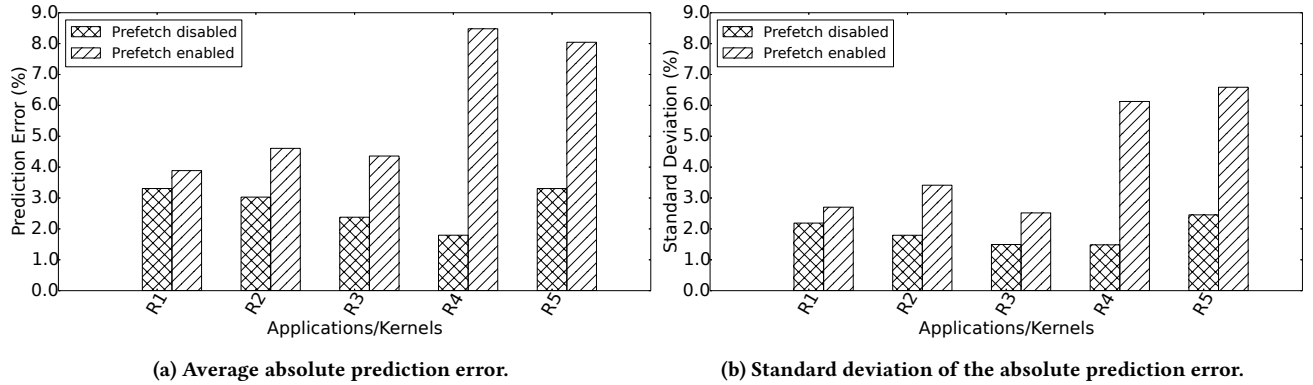 9.0
8.0
7.0
6.0
5.0
4.0
3.0
2.0
1.0
0.0
Prediction Error (%)
Prefetch disabled
Prefetch enabled
R1
R2
R3
R4
R5
Applications/Kernels
(a) Average absolute prediction error.
9.0
8.0
7.0
6.0
5.0
4.0
3.0
2.0
1.0
0.0
Standard Deviation (%)
Prefetch disabled
Prefetch enabled
R1
R2
R3
R4
R5
Applications/Kernels
(b) Standard deviation of the absolute prediction error.